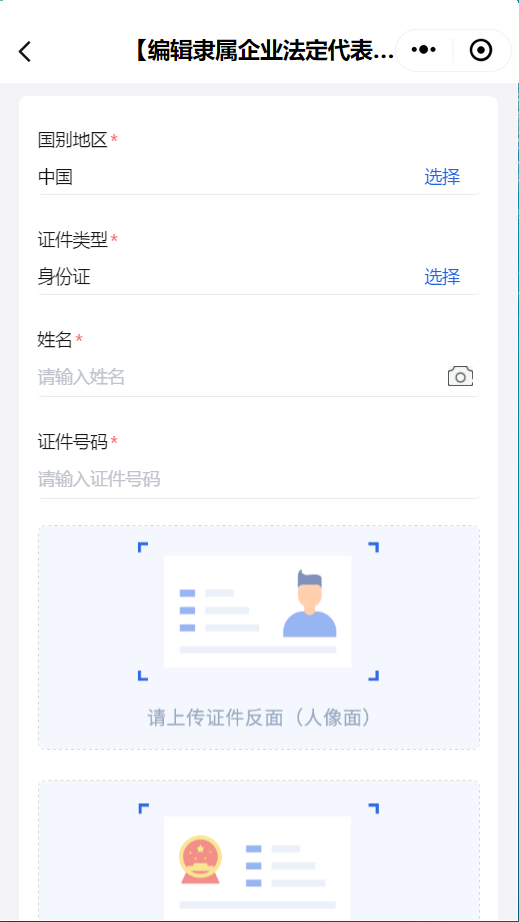 【编辑隶属企业法定代表...
国别地区*
中国
选择
证件类型*
身份证
选择
姓名*
请输入姓名
证件号码*
请输入证件号码
请上传证件反面（人像面）